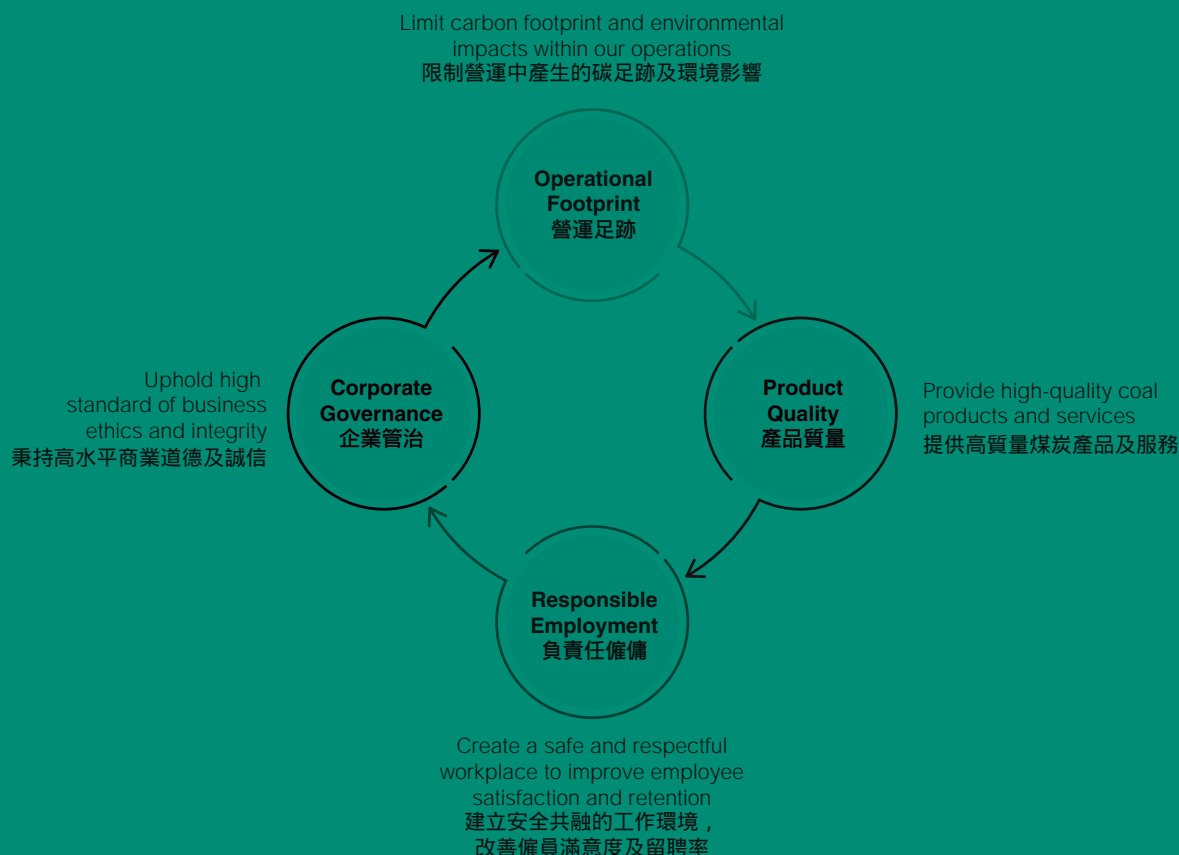 Limit carbon footprint and environmental
impacts within our operations
限制營運中產生的碳足跡及環境影響
Operational
Footprint
營運足跡
Product
Quality
產品質量
Provide high-quality coal
products and services
提供高質量煤炭產品及服務
Responsible
Employment
負責任僱傭
Create a safe and respectful
workplace to improve employee
satisfaction and retention
建立安全共融的工作環境，
改善僱員滿意度及留聘率
Corporate
Governance
企業管治
Uphold high
standard of business
ethics and integrity
秉持高水平商業道德及誠信